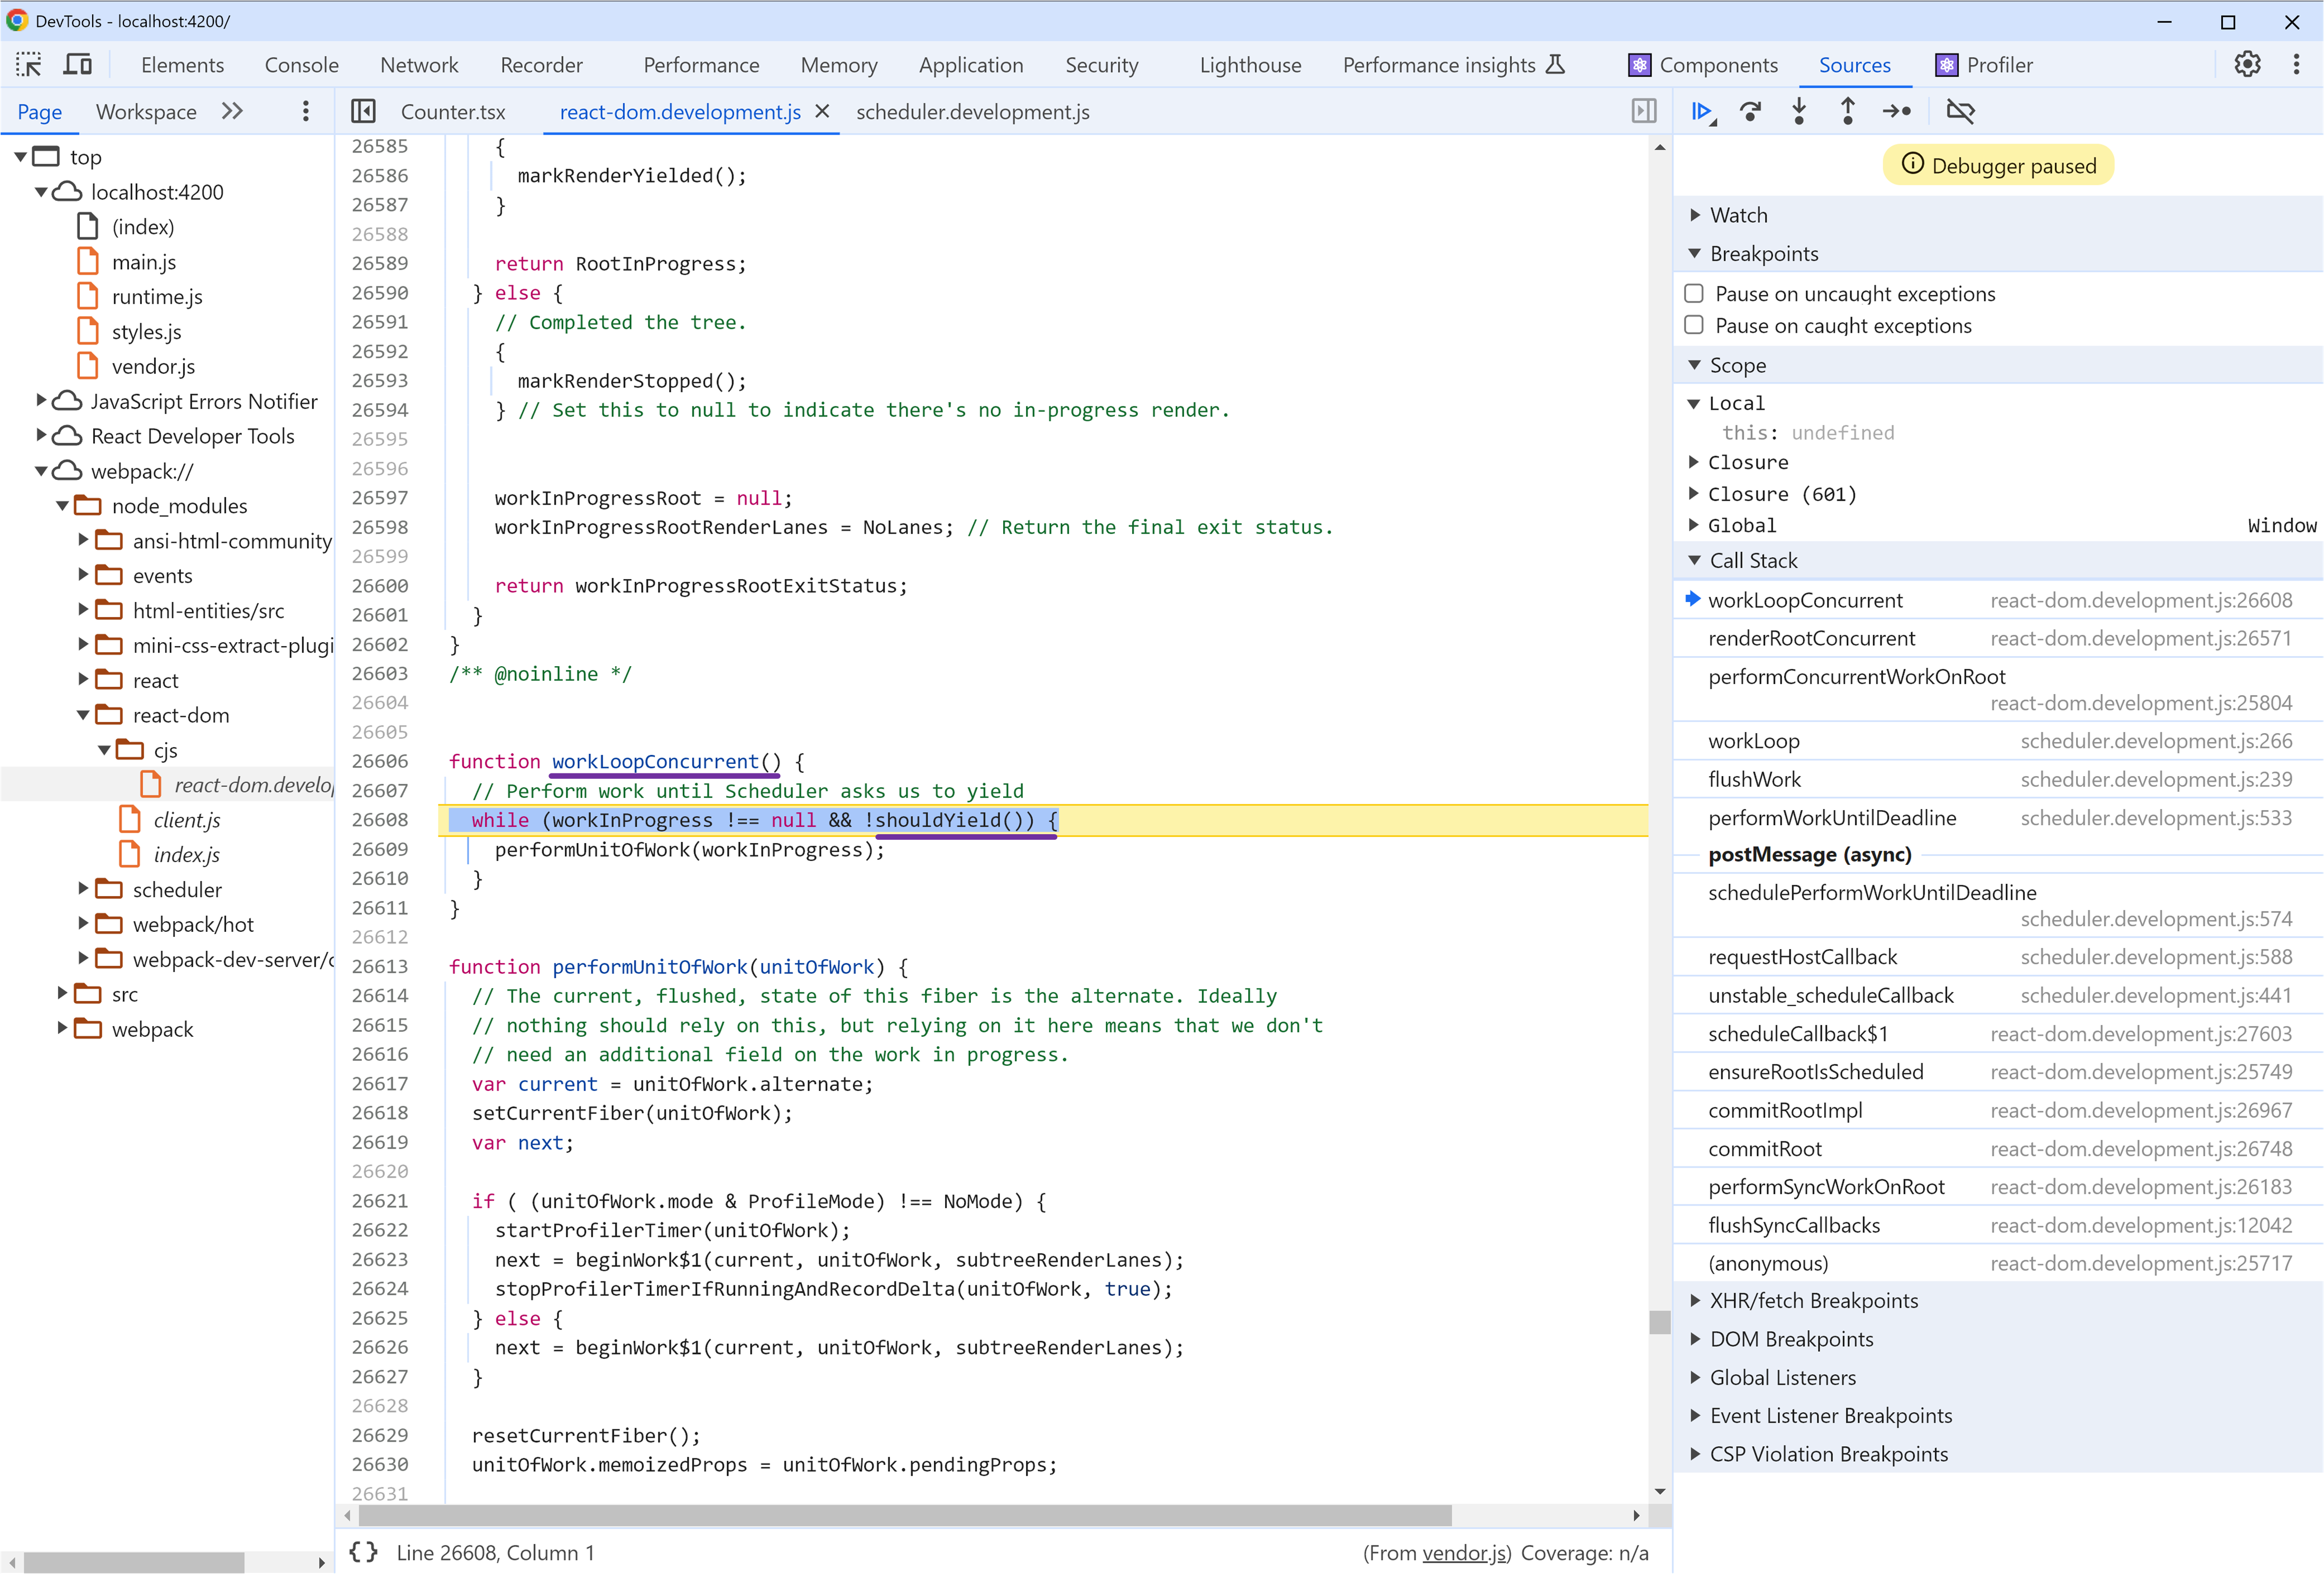 DevTools - localhost:4200/
Elements Console Network Recorder Performance Memory Application Security Lighthouse Performance insights Components Sources Profiler
Page Workspace
Counter.tsx react-dom.development.js scheduler.development.js
top
localhost:4200
(index)
main.js
runtime.js
styles.js
vendor.js
JavaScript Errors Notifier
React Developer Tools
webpack://
node_modules
ansi-html-community
events
html-entities/src
mini-css-extract-plugi
react
react-dom
cjs
react-dom.develo
client.js
index.js
scheduler
webpack/hot
webpack-dev-server/c
src
webpack
26585 {
26586 markRenderYielded();
26587 }
26588
26589 return RootInProgress;
26590 } else {
26591 // Completed the tree.
26592 {
26593 markRenderStopped();
26594 } // Set this to null to indicate there's no in-progress render.
26595
26596
26597 workInProgressRoot = null;
26598 workInProgressRootRenderLanes = NoLanes; // Return the final exit status.
26599
26600 return workInProgressRootExitStatus;
26601 }
26602 }
26603 /** @noinline */
26604
26605
26606 function workLoopConcurrent() {
26607 // Perform work until Scheduler asks us to yield
26608 while (workInProgress !== null && !shouldYield()) {
26609 performUnitOfWork(workInProgress);
26610 }
26611 }
26612
26613 function performUnitOfWork(unitOfWork) {
26614 // The current, flushed, state of this fiber is the alternate. Ideally
26615 // nothing should rely on this, but relying on it here means that we don't
26616 // need an additional field on the work in progress.
26617 var current = unitOfWork.alternate;
26618 setCurrentFiber(unitOfWork);
26619 var next;
26620
26621 if ( (unitOfWork.mode & ProfileMode) !== NoMode) {
26622 startProfilerTimer(unitOfWork);
26623 next = beginWork$1(current, unitOfWork, subtreeRenderLanes);
26624 stopProfilerTimerIfRunningAndRecordDelta(unitOfWork, true);
26625 } else {
26626 next = beginWork$1(current, unitOfWork, subtreeRenderLanes);
26627 }
26628
26629 resetCurrentFiber();
26630 unitOfWork.memoizedProps = unitOfWork.pendingProps;
26631
{} Line 26608, Column 1 (From vendor.js) Coverage: n/a
Debugger paused
Watch
Breakpoints
Pause on uncaught exceptions
Pause on caught exceptions
Scope
Local
this: undefined
Closure
Closure (601)
Global Window
Call Stack
workLoopConcurrent react-dom.development.js:26608
renderRootConcurrent react-dom.development.js:26571
performConcurrentWorkOnRoot
react-dom.development.js:25804
workLoop scheduler.development.js:266
flushWork scheduler.development.js:239
performWorkUntilDeadline scheduler.development.js:533
postMessage (async)
schedulePerformWorkUntilDeadline
scheduler.development.js:574
requestHostCallback scheduler.development.js:588
unstable_scheduleCallback scheduler.development.js:441
scheduleCallback$1 react-dom.development.js:27603
ensureRootIsScheduled react-dom.development.js:25749
commitRootImpl react-dom.development.js:26967
commitRoot react-dom.development.js:26748
performSyncWorkOnRoot react-dom.development.js:26183
flushSyncCallbacks react-dom.development.js:12042
(anonymous) react-dom.development.js:25717
XHR/fetch Breakpoints
DOM Breakpoints
Global Listeners
Event Listener Breakpoints
CSP Violation Breakpoints